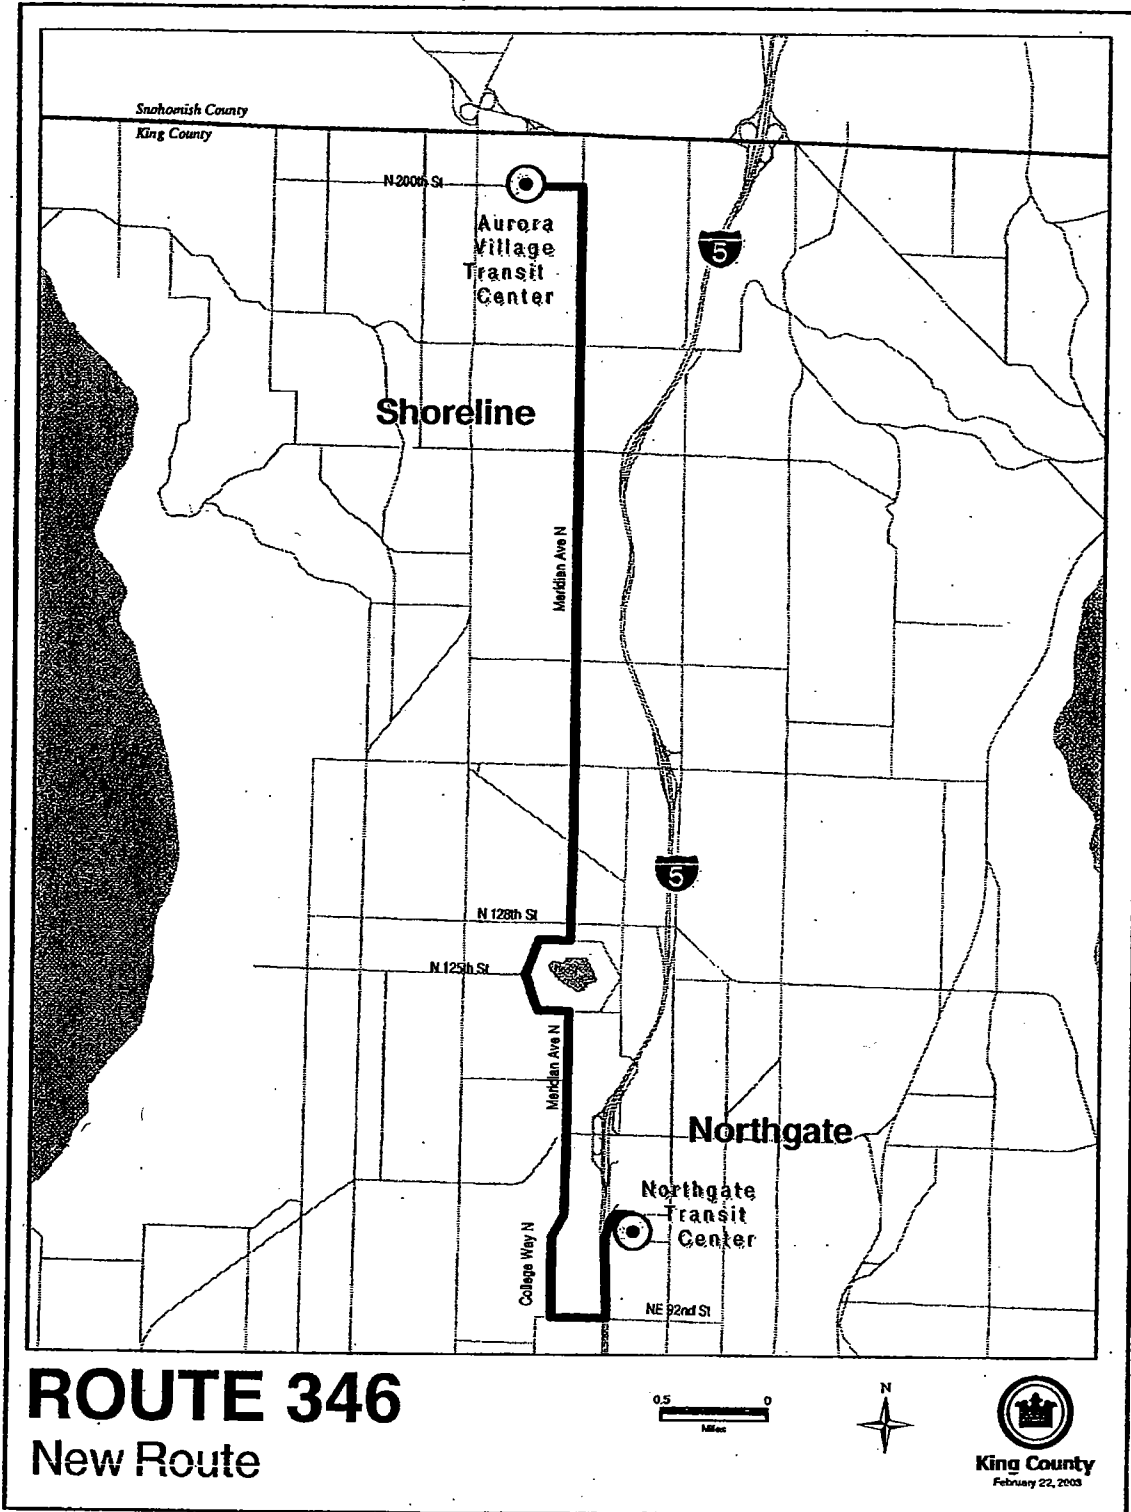 Snohomish County
King County
N 200th St
Aurora
Village
Transit
Center
5
Shoreline
Meridian Ave N
5
N 128th St
N 125th St
Meridian Ave N
Northgate
Northgate
Transit
Center
College Way N
NE 92nd St
ROUTE 346
New Route
0.5 0
Miles
N
King County
February 22, 2003